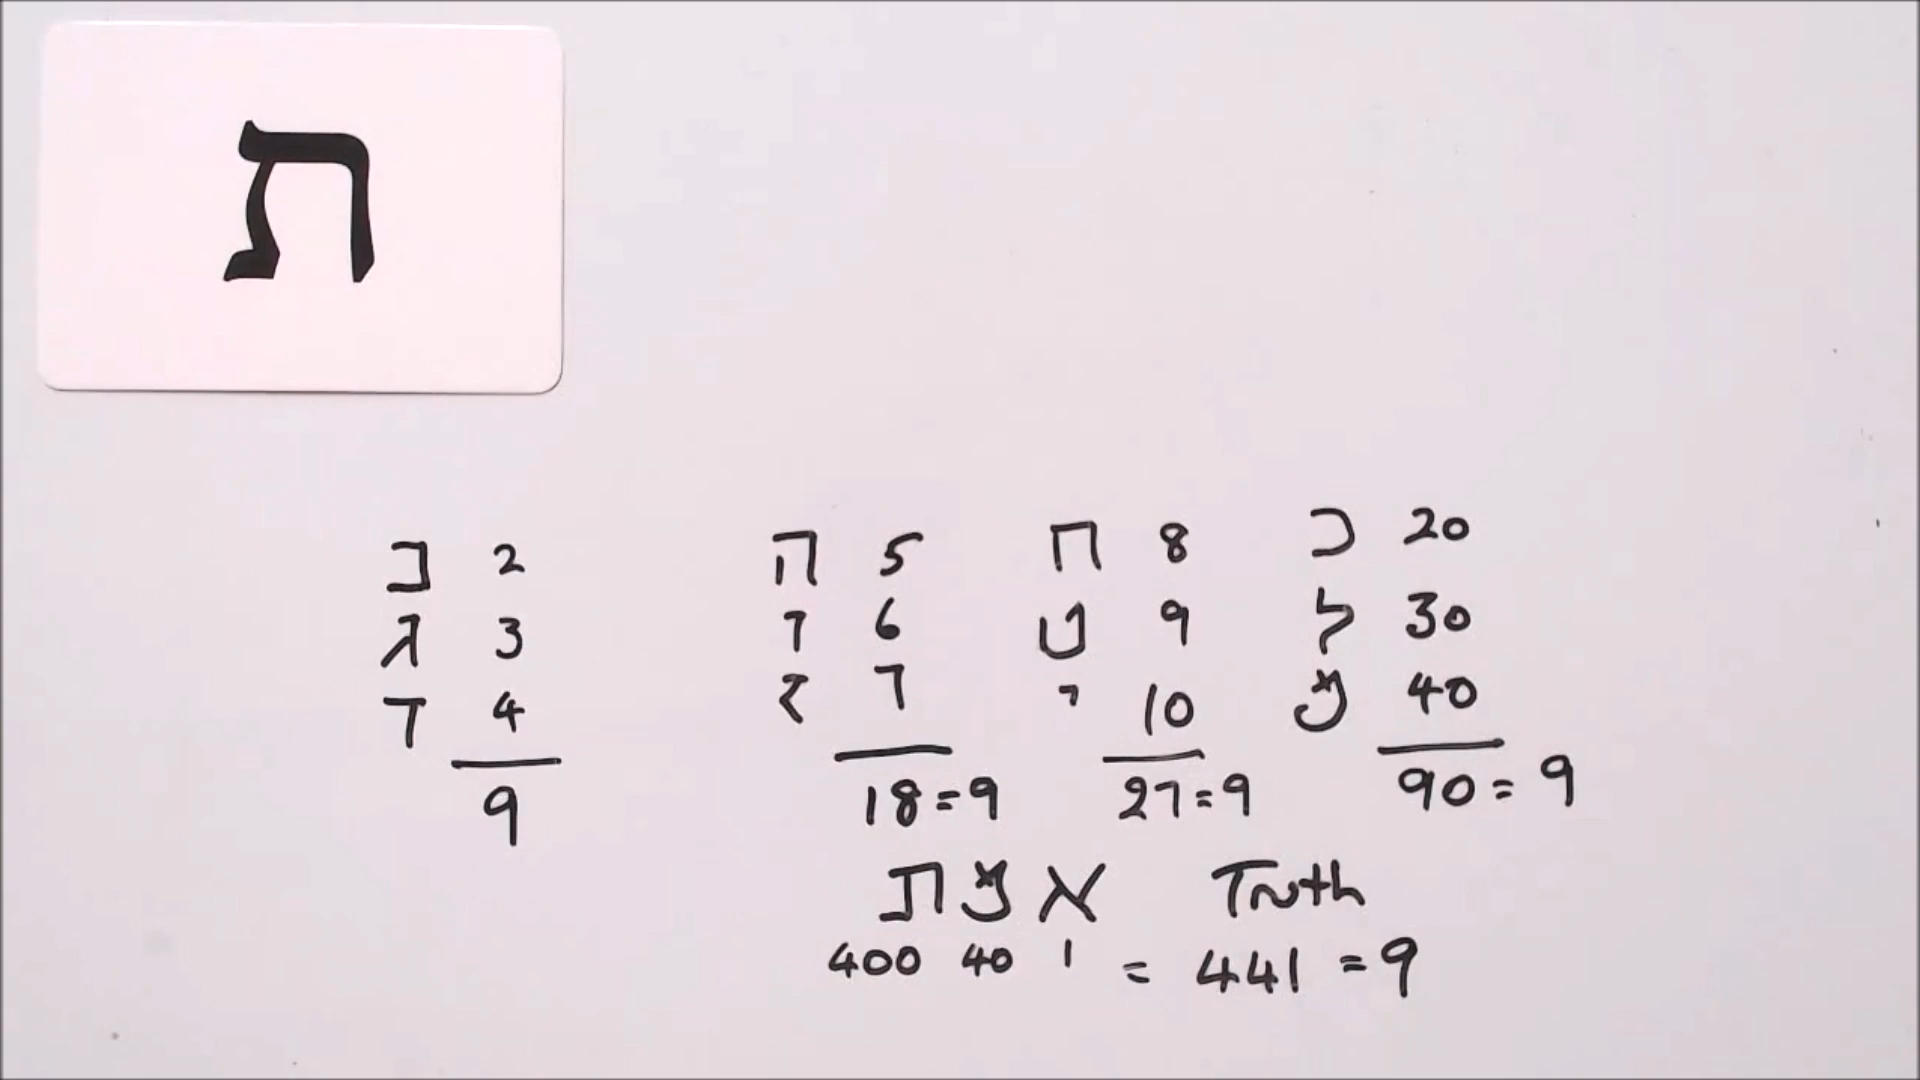 ת
ב 2
ג 3
ד 4
9
ה 5
ו 6
ז 7
18=9
ח 8
ט 9
י 10
27=9
כ 20
ל 30
מ 40
90=9
אמת = Truth
400 40 1 = 441 =9